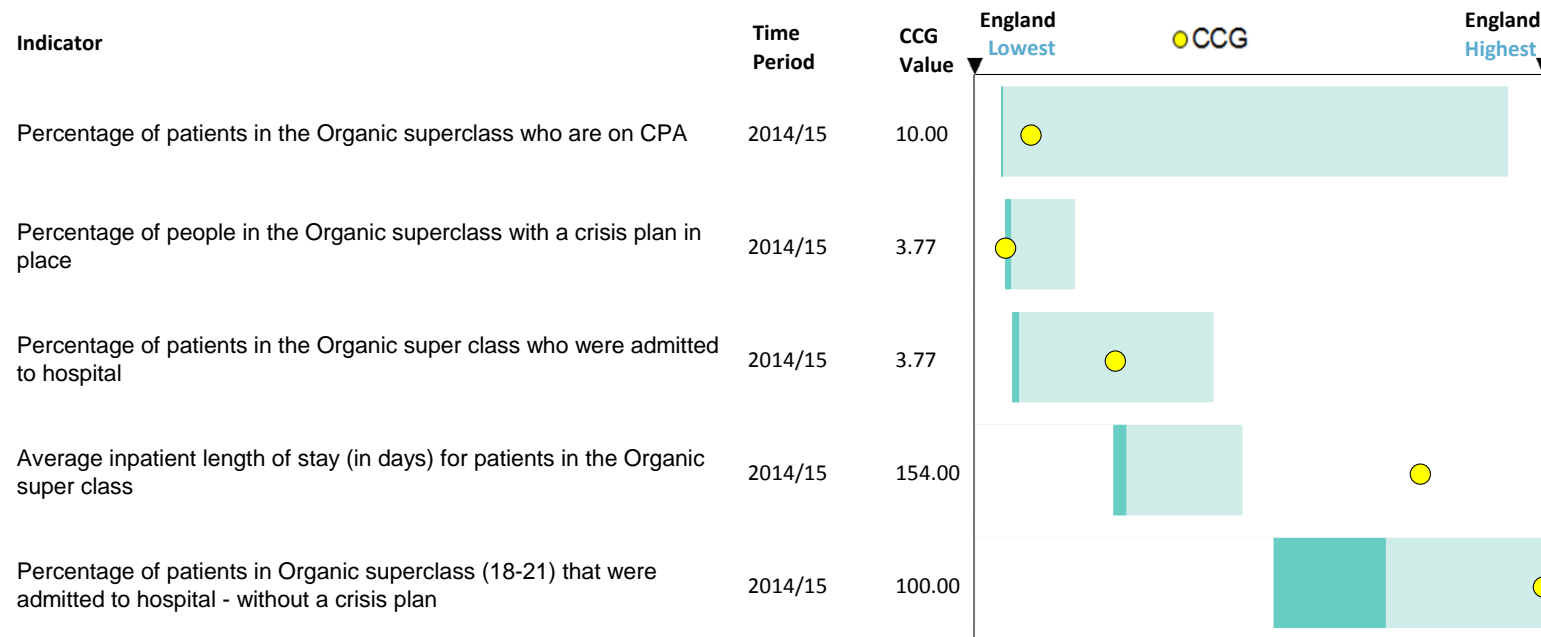 Indicator
Time Period
CCG Value
England Lowest
CCG
England Highest
Percentage of patients in the Organic superclass who are on CPA
2014/15
10.00
Percentage of people in the Organic superclass with a crisis plan in
place
2014/15
3.77
Percentage of patients in the Organic super class who were admitted
to hospital
2014/15
3.77
Average inpatient length of stay (in days) for patients in the Organic
super class
2014/15
154.00
Percentage of patients in Organic superclass (18-21) that were
admitted to hospital - without a crisis plan
2014/15
100.00